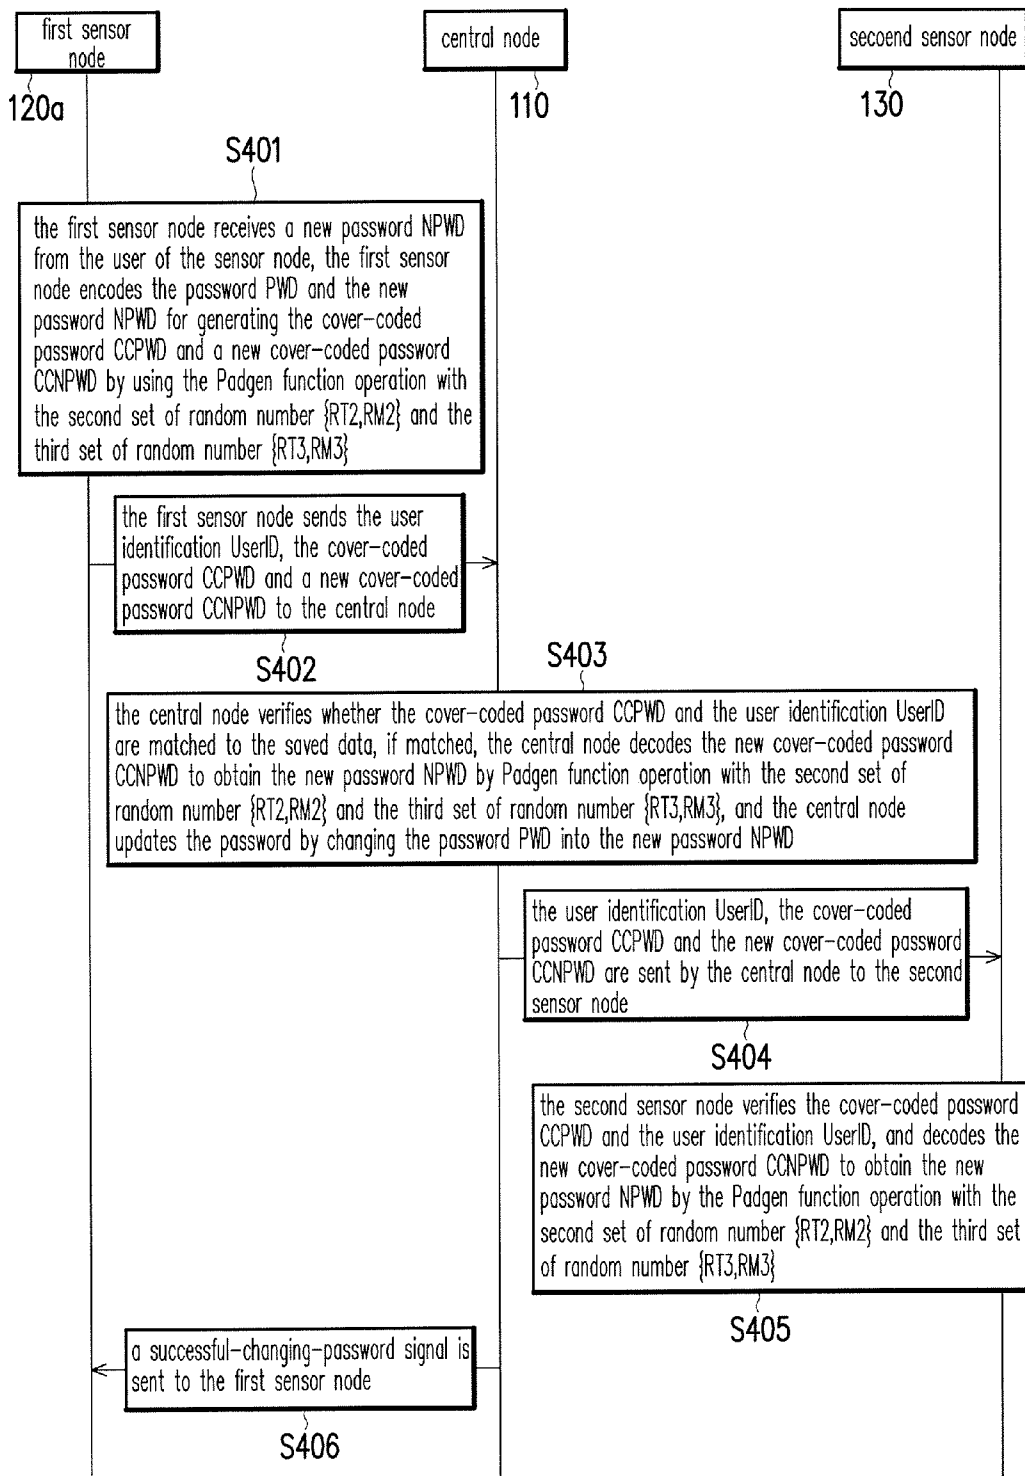 first sensor
node
central node
secoend sensor node
120a
110
130
S401
the first sensor node receives a new password NPWD
from the user of the sensor node, the first sensor
node encodes the password PWD and the new
password NPWD for generating the cover-coded
password CCPWD and a new cover-coded password
CCNPWD by using the Padgen function operation with
the second set of random number {RT2,RM2} and the
third set of random number {RT3,RM3}
the first sensor node sends the user
identification UserID, the cover-coded
password CCPWD and a new cover-coded
password CCNPWD to the central node
S402
S403
the central node verifies whether the cover-coded password CCPWD and the user identification UserID
are matched to the saved data, if matched, the central node decodes the new cover-coded password
CCNPWD to obtain the new password NPWD by Padgen function operation with the second set of
random number {RT2,RM2} and the third set of random number {RT3,RM3}, and the central node
updates the password by changing the password PWD into the new password NPWD
the user identification UserID, the cover-coded
password CCPWD and the new cover-coded password
CCNPWD are sent by the central node to the second
sensor node
S404
the second sensor node verifies the cover-coded password
CCPWD and the user identification UserID, and decodes the
new cover-coded password CCNPWD to obtain the new
password NPWD by the Padgen function operation with the
second set of random number {RT2,RM2} and the third set
of random number {RT3,RM3}
S405
a successful-changing-password signal is
sent to the first sensor node
S406